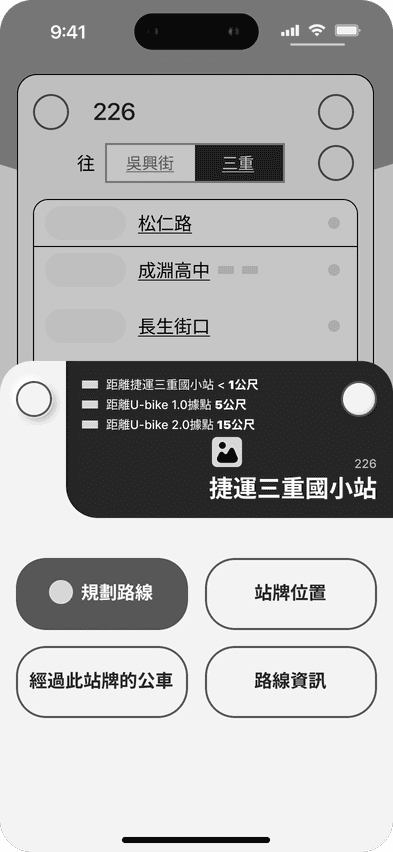 9:41
226
往 吳興街 三重
松仁路
成淵高中
長生街口
距離捷運三重國小站 < 1公尺
距離U-bike 1.0據點 5公尺
距離U-bike 2.0據點 15公尺
226
捷運三重國小站
規劃路線
站牌位置
經過此站牌的公車
路線資訊